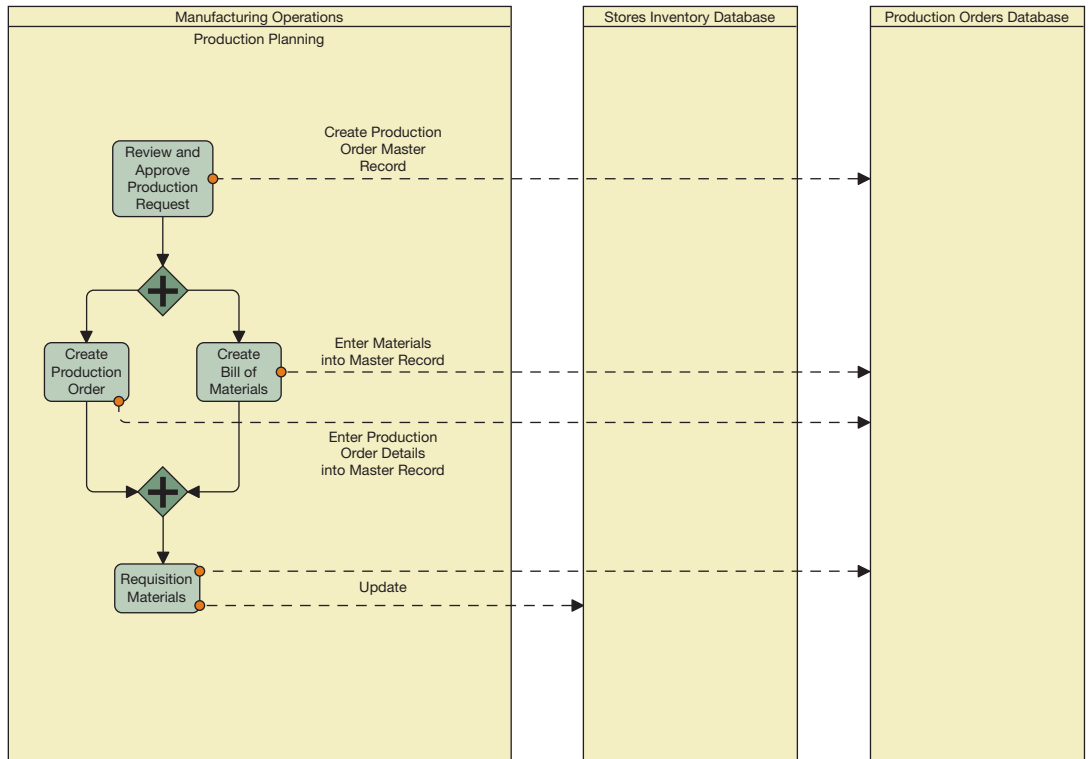 Manufacturing Operations
Stores Inventory Database
Production Orders Database
Production Planning
Create Production
Order Master
Record
Review and
Approve
Production
Request
Create
Production
Order
Create
Bill of
Materials
Enter Materials
into Master Record
Enter Production
Order Details
into Master Record
Requisition
Materials
Update